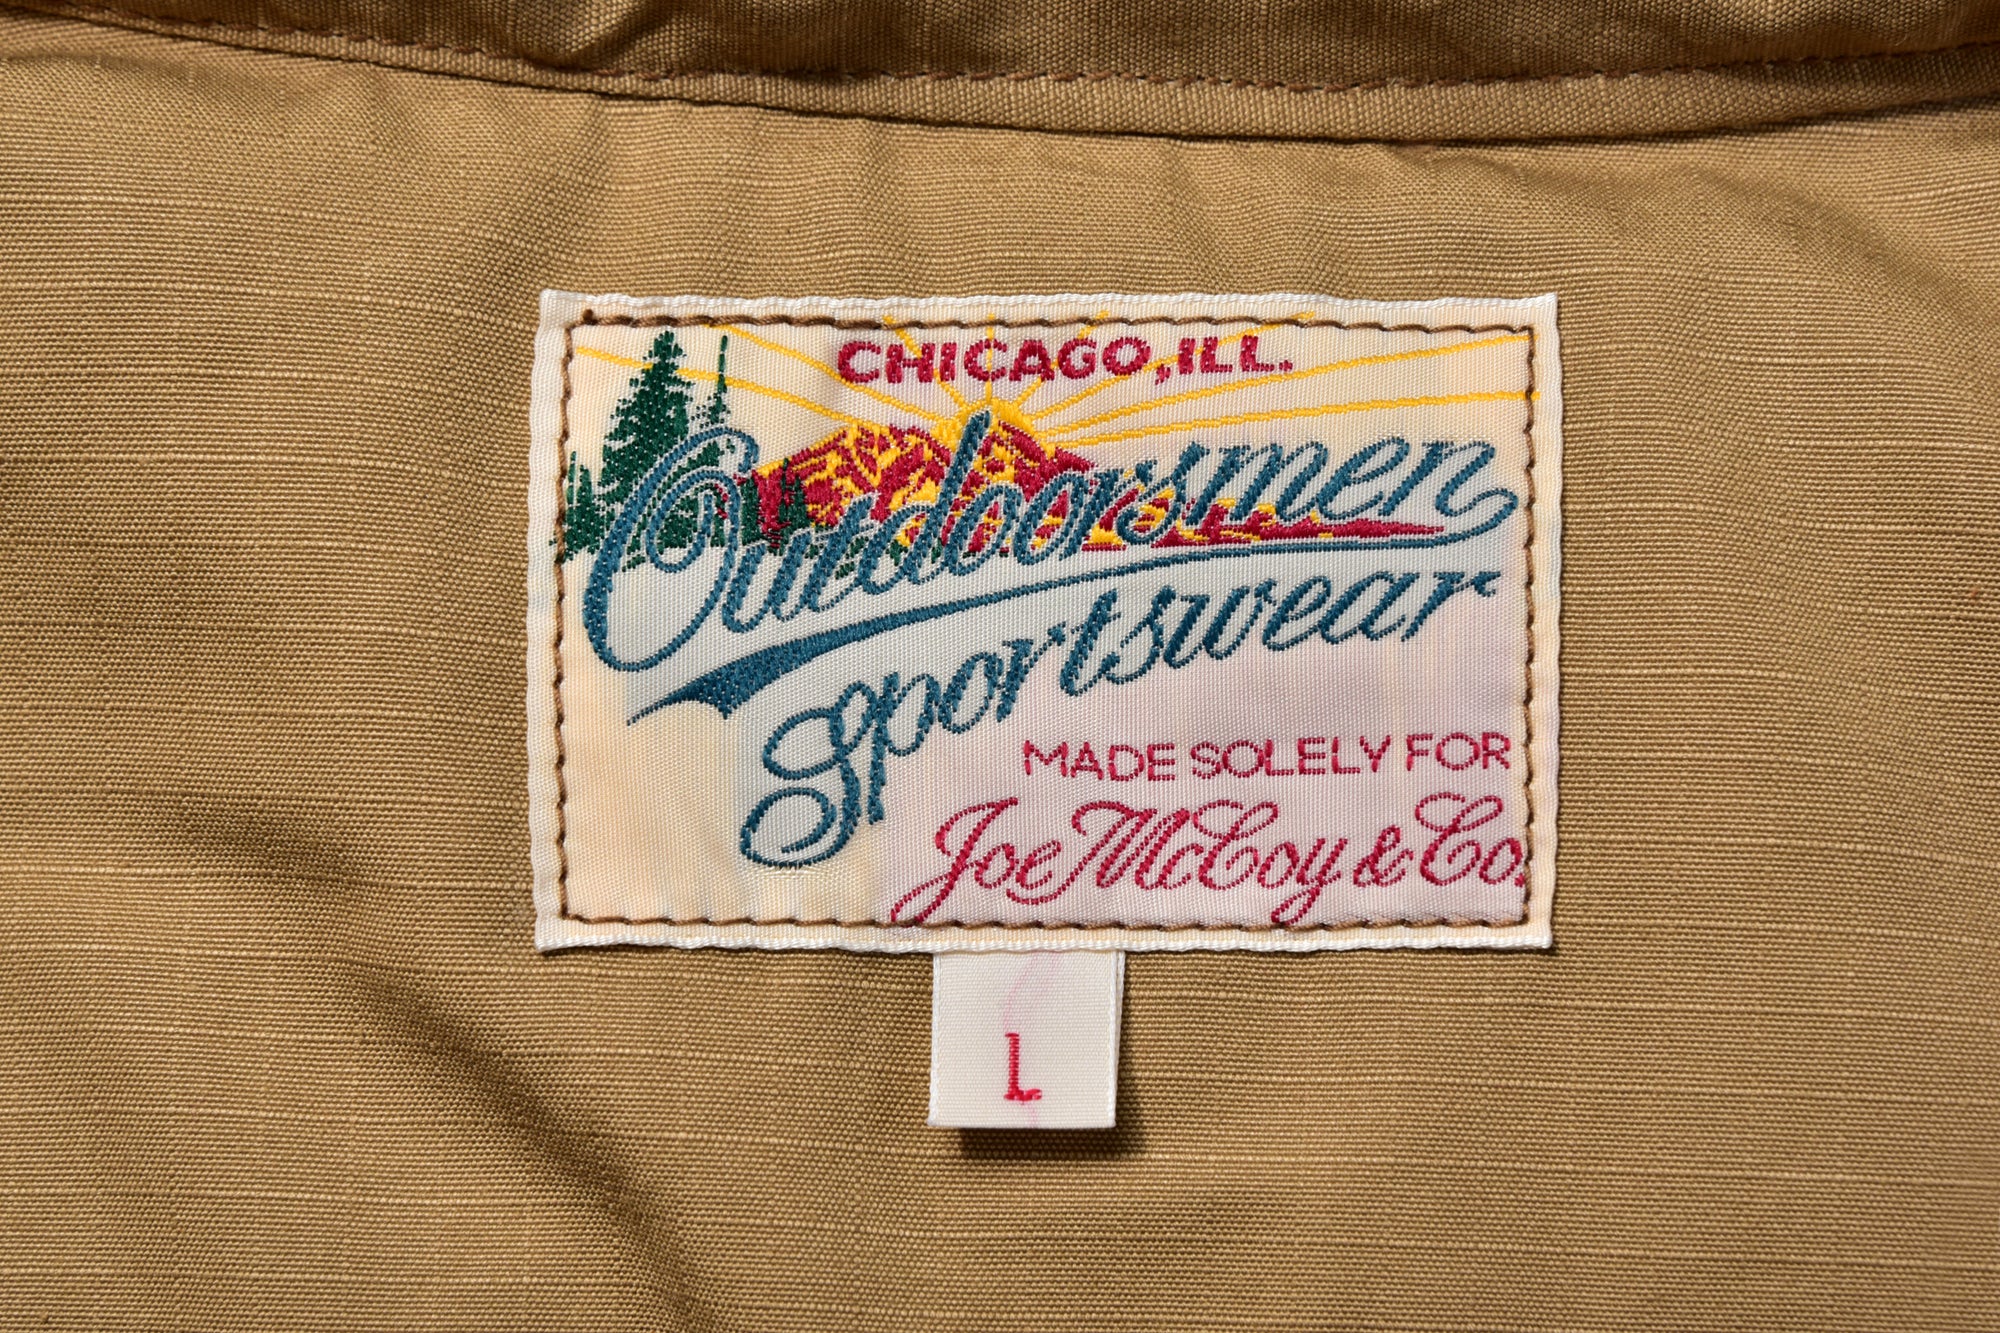 CHICAGO, ILL.
Outdoorsmen
Sportswear
MADE SOLELY FOR
Joe McCoy & Co.
L